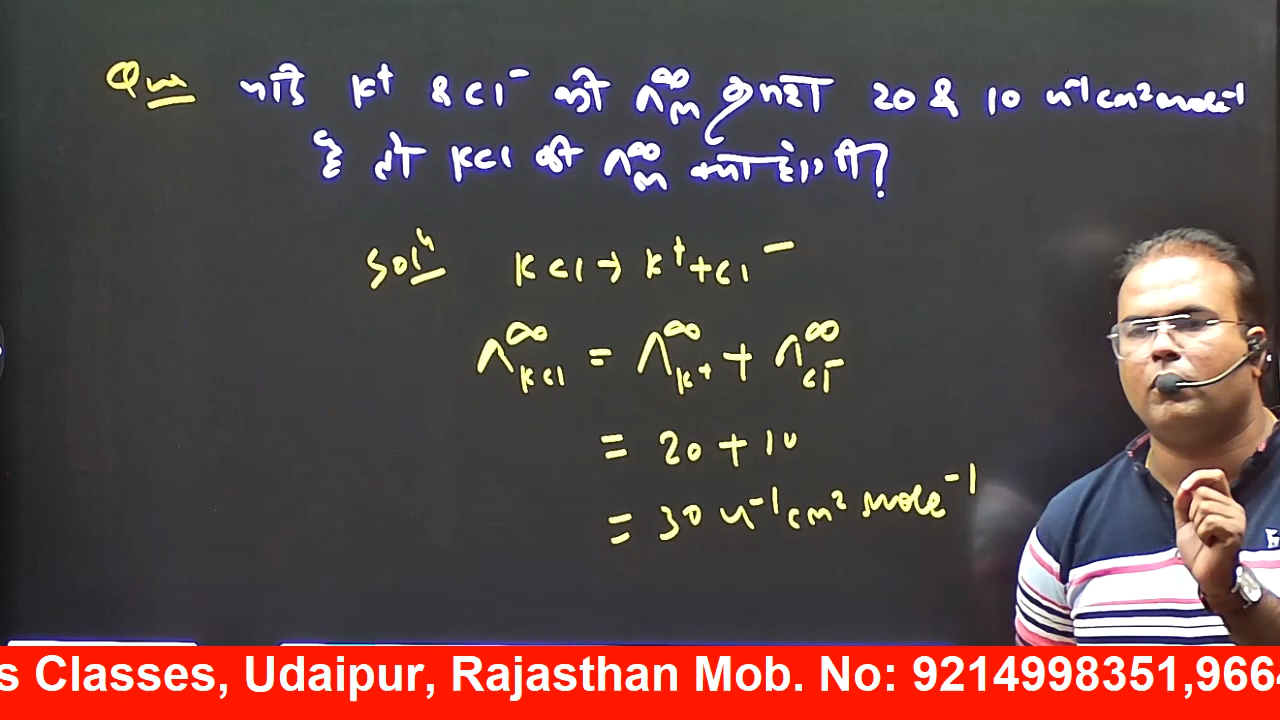 Que यदि K⁺ & Cl⁻ की Λ∞m क्रमशः 20 & 10 Ω⁻¹cm²mole⁻¹
है तो KCl की Λ∞m क्या होगी?
Solⁿ KCl → K⁺ + Cl⁻
Λ∞KCl = Λ∞K⁺ + Λ∞Cl⁻
= 20 + 10
= 30 Ω⁻¹cm² mole⁻¹
s Classes, Udaipur, Rajasthan Mob. No: 9214998351,966